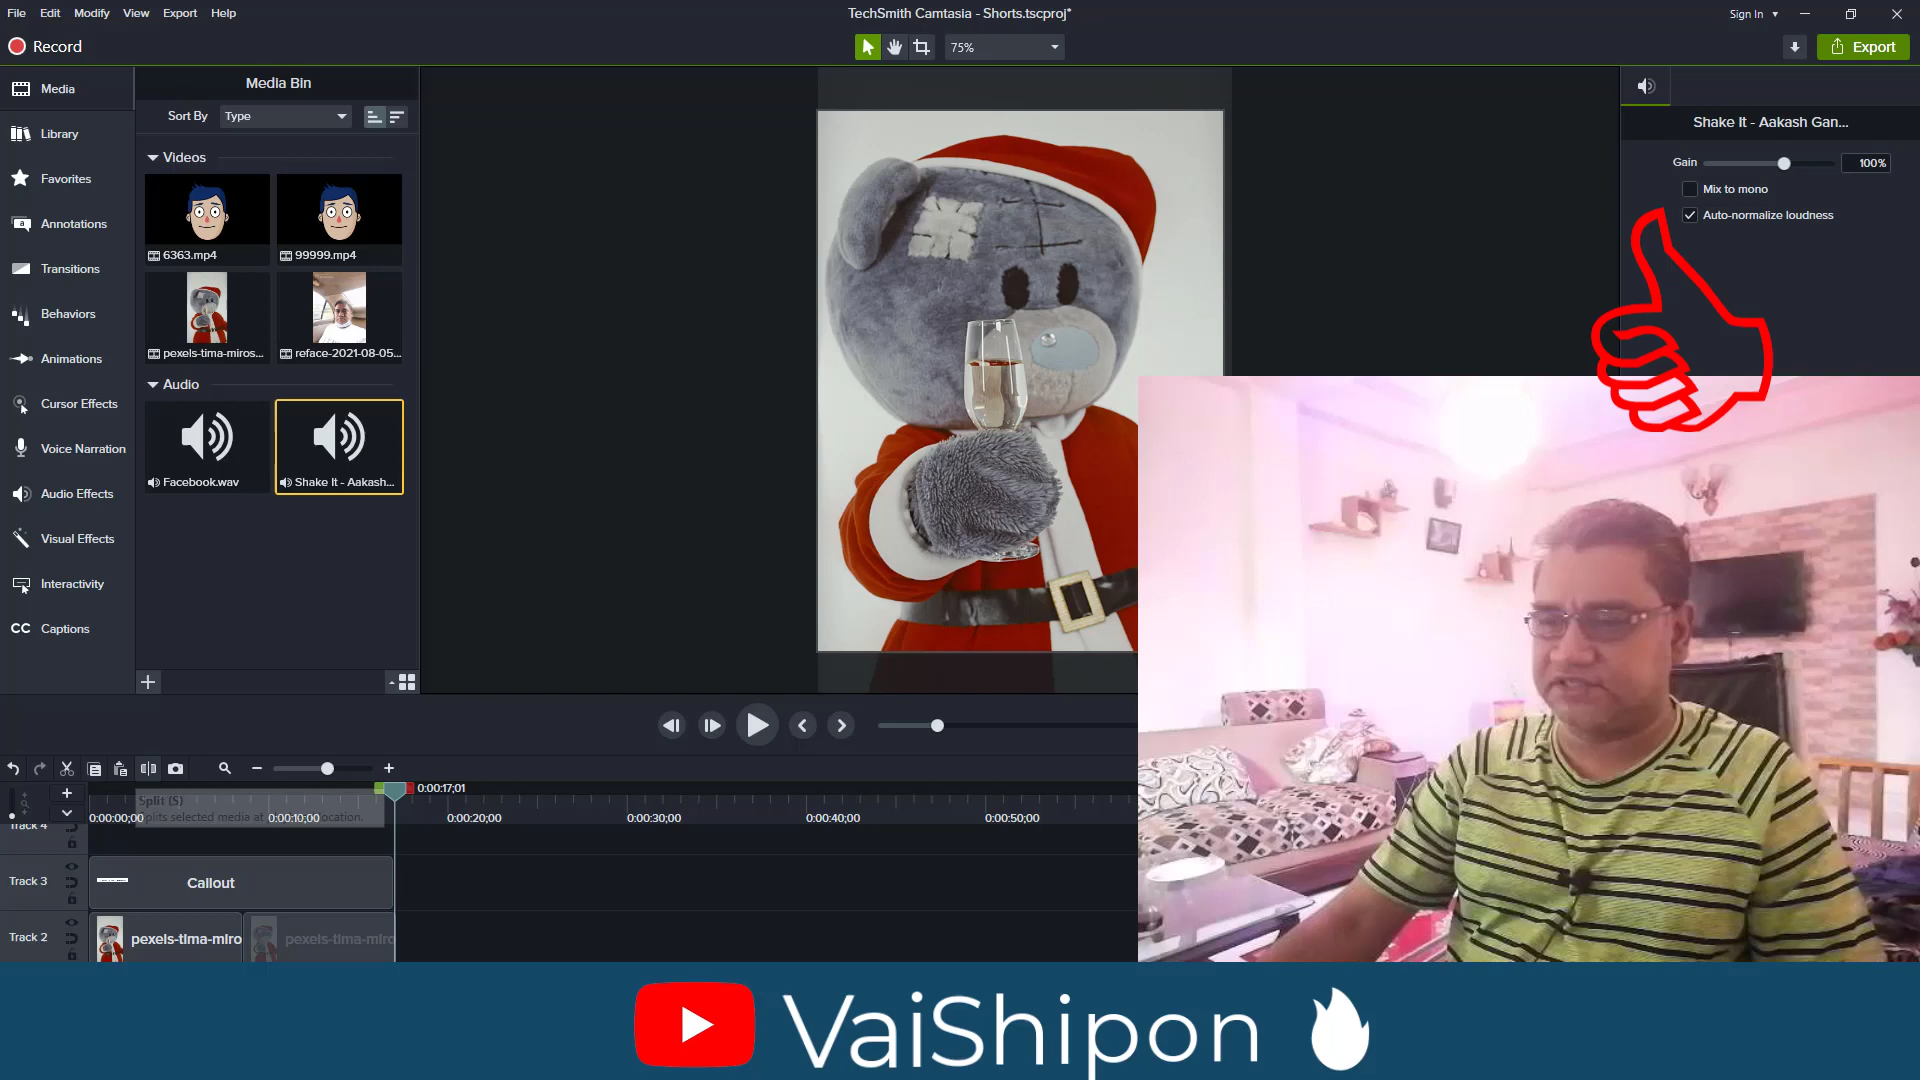 File Edit Modify View Export Help
TechSmith Camtasia - Shorts.tscproj*
Sign In
Record
75%
Export
Media
Library
Favorites
Annotations
Transitions
Behaviors
Animations
Cursor Effects
Voice Narration
Audio Effects
Visual Effects
Interactivity
CC Captions
Media Bin
Sort By Type
Videos
6363.mp4
99999.mp4
pexels-tima-miros...
reface-2021-08-05...
Audio
Facebook.wav
Shake It - Aakash...
Shake It - Aakash Gan...
Gain 100%
Mix to mono
Auto-normalize loudness
0:00:17;01
Split (S)
0:00:00;00 0:00:10;00 0:00:20;00 0:00:30;00 0:00:40;00 0:00:50;00
Track 4
Track 3
Callout
Track 2
pexels-tima-miro
pexels-tima-miro
VaiShipon